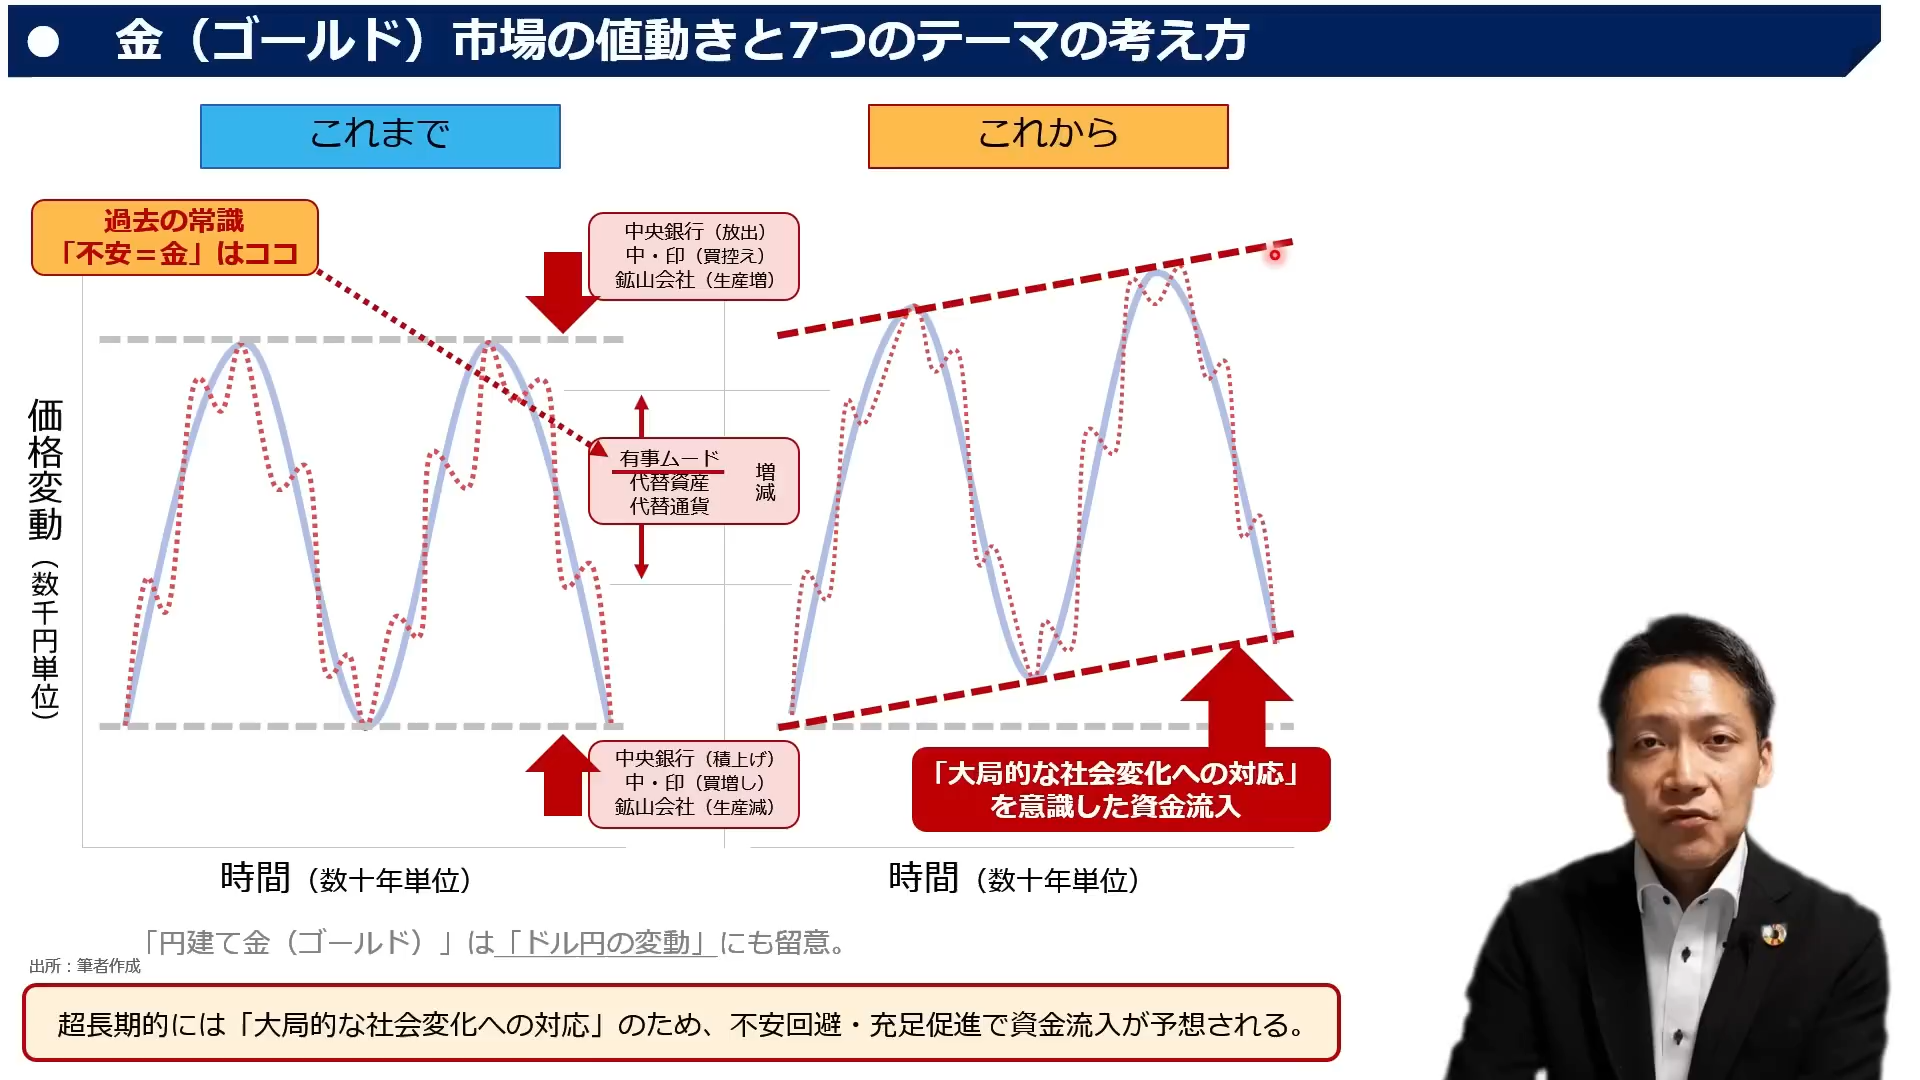 金（ゴールド）市場の値動きと7つのテーマの考え方
これまで
これから
過去の常識
「不安＝金」はココ
中央銀行（放出）
中・印（買控え）
鉱山会社（生産増）
価格変動（数千円単位）
有事ムード
代替資産
代替通貨
増減
中央銀行（積上げ）
中・印（買増し）
鉱山会社（生産減）
「大局的な社会変化への対応」
を意識した資金流入
時間（数十年単位）
時間（数十年単位）
「円建て金（ゴールド）」は「ドル円の変動」にも留意。
出所：筆者作成
超長期的には「大局的な社会変化への対応」のため、不安回避・充足促進で資金流入が予想される。